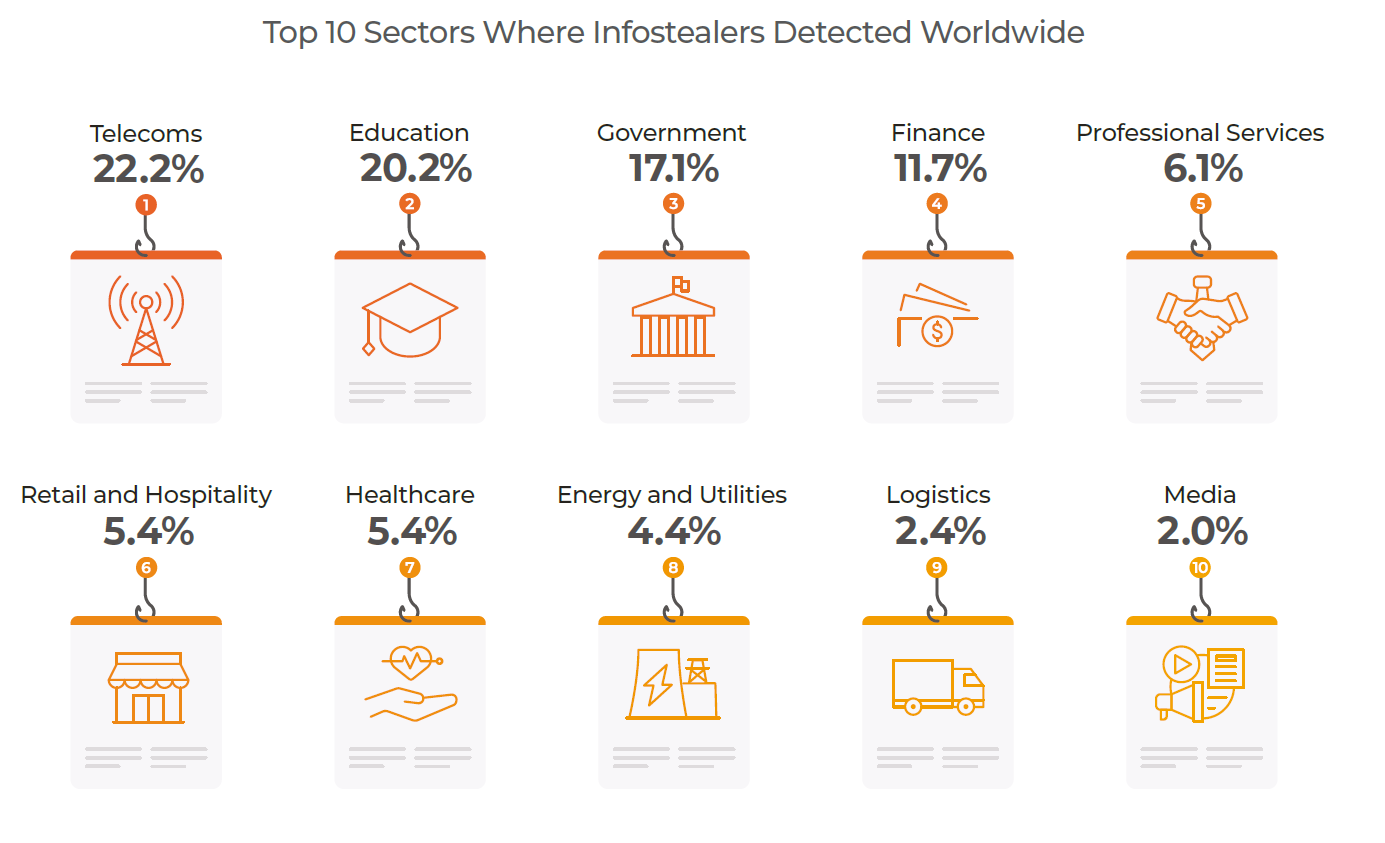 Top 10 Sectors Where Infostealers Detected Worldwide
Telecoms
22.2%
1
Education
20.2%
2
Government
17.1%
3
Finance
11.7%
4
$
Professional Services
6.1%
5
Retail and Hospitality
5.4%
6
Healthcare
5.4%
7
Energy and Utilities
4.4%
8
Logistics
2.4%
9
Media
2.0%
10